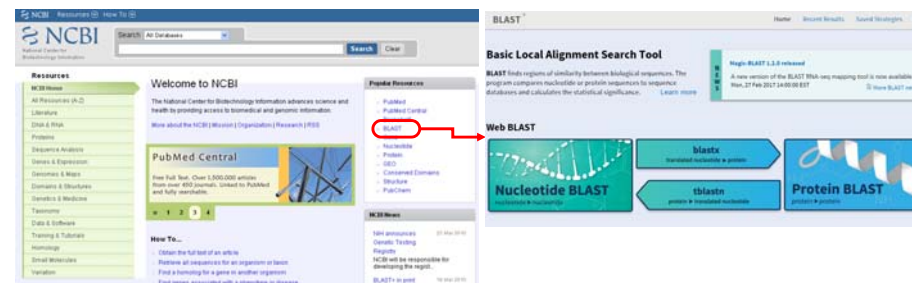 NCBI Resources How To
NCBI
National Center for
Biotechnology Information
Search All Databases
Search Clear
Resources
NCBI Home
All Resources (A-Z)
Literature
DNA & RNA
Proteins
Sequence Analysis
Genes & Expression
Genomes & Maps
Domains & Structures
Genetics & Medicine
Taxonomy
Data & Software
Training & Tutorials
Homology
Small Molecules
Variation
Welcome to NCBI
The National Center for Biotechnology Information advances science and
health by providing access to biomedical and genomic information.
More about the NCBI | Mission | Organization | Research | RSS
PubMed Central
Free Full Text. Over 1,500,000 articles
from over 450 journals. Linked to PubMed
and fully searchable.
1 2 3 4
How To...
Obtain the full text of an article
Retrieve all sequences for an organism or taxon
Find a homolog for a gene in another organism
Find genes associated with a phenotype or disease
Popular Resources
PubMed
PubMed Central
BLAST
Nucleotide
Protein
GEO
Conserved Domains
Structure
PubChem
NCBI News
NIH announces
Genetic Testing
Registry
NCBI will be responsible for
developing the regist..
BLAST+ in print
BLAST
Home Recent Results Saved Strategies
Basic Local Alignment Search Tool
BLAST finds regions of similarity between biological sequences. The
program compares nucleotide or protein sequences to sequence
databases and calculates the statistical significance. Learn more
NEWS
Magic-BLAST 1.2.0 released
A new version of the BLAST RNA-seq mapping tool is now available
Mon, 27 Feb 2017 14:00:00 EST
More BLAST
Web BLAST
Nucleotide BLAST
nucleotide ▶ nucleotide
blastx
translated nucleotide ▶ protein
tblastn
protein ▶ translated nucleotide
Protein BLAST
protein ▶ protein